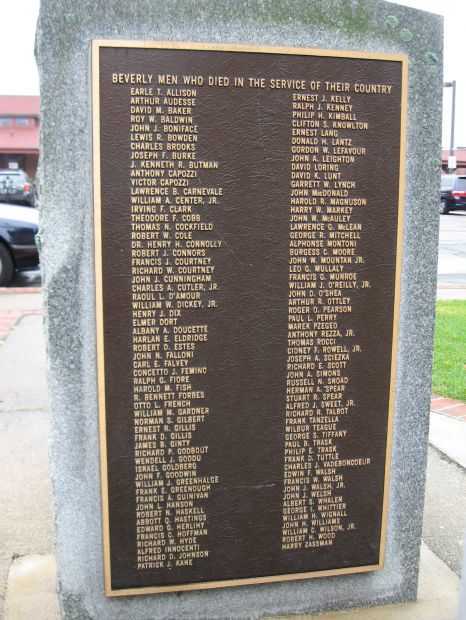 BEVERLY MEN WHO DIED IN THE SERVICE OF THEIR COUNTRY
EARLE T. ALLISON
ARTHUR AUDESSE
DAVID M. BAKER
ROY W. BALDWIN
JOHN J. BONIFACE
LEWIS R. BOWDEN
CHARLES BROOKS
JOSEPH F. BURKE
J. KENNETH R. BUTMAN
ANTHONY CAPOZZI
VICTOR CAPOZZI
LAWRENCE B. CARNEVALE
WILLIAM A. CENTER, JR.
IRVING F. CLARK
THEODORE F. COBB
THOMAS N. COCKFIELD
ROBERT W. COLE
DR. HENRY H. CONNOLLY
ROBERT J. CONNORS
FRANCIS J. COURTNEY
RICHARD W. COURTNEY
JOHN J. CUNNINGHAM
CHARLES A. CUTLER, JR.
RAOUL L. D'AMOUR
WILLIAM W. DICKEY, JR.
HENRY J. DIX
ELMER DORT
ALBANY A. DOUCETTE
HARLAN E. ELDRIDGE
ROBERT D. ESTES
JOHN N. FALLONI
CARL E. FALVEY
CONCETTO J. FEMINO
RALPH G. FIORE
HAROLD M. FISH
R. BENNETT FORBES
OTTO L. FRENCH
WILLIAM M. GARDNER
NORMAN S. GILBERT
ERNEST R. GILLIS
FRANK D. GILLIS
JAMES B. GINTY
RICHARD P. GODBOUT
WENDELL J. GOODU
ISRAEL GOLDBERG
JOHN F. GOODWIN
WILLIAM J. GREENHALGE
FRANK E. GREENOUGH
FRANCIS A. GUINIVAN
JOHN L. HANSON
ROBERT N. HASKELL
ABBOTT O. HASTINGS
EDWARD G. HERLIHY
FRANCIS C. HOFFMAN
RICHARD W. HYDE
ALFRED INNOCENTI
RICHARD D. JOHNSON
PATRICK J. KANE
ERNEST J. KELLY
RALPH J. KENNEY
PHILIP H. KIMBALL
CLIFTON S. KNOWLTON
ERNEST LANG
DONALD H. LANTZ
GORDON W. LEFAVOUR
JOHN A. LEIGHTON
DAVID LORING
DAVID K. LUNT
GARRETT W. LYNCH
JOHN MacDONALD
HAROLD R. MAGNUSON
HARRY W. MARKEY
JOHN W. McAULEY
LAWRENCE G. McLEAN
GEORGE R. MITCHELL
ALPHONSE MONTONI
BURGESS C. MOORE
JOHN W. MOUNTAIN JR.
LEO G. MULLALY
FRANCIS G. MUNROE
WILLIAM J. O'REILLY, JR.
JOHN D. O'SHEA
ARTHUR R. OTTLEY
ROGER O. PEARSON
PAUL L. PERRY
MAREK PZEGEO
ANTHONY REZZA, JR.
THOMAS ROCCI
CIDNEY F. ROWELL, JR.
JOSEPH A. SCIEZKA
RICHARD E. SCOTT
JOHN A. SIMONS
RUSSELL N. SROAD
HERMAN A. SPEAR
STUART R. SPEAR
ALFRED J. SWEET, JR.
RICHARD R. TALBOT
FRANK TANZELLA
WILBUR TEAGUE
GEORGE S. TIFFANY
PAUL B. TRASK
PHILIP E. TRASK
FRANK D. TUTTLE
CHARLES J. VADEBONCOEUR
EDWIN F. WALSH
FRANCIS W. WALSH
JOHN J. WALSH, JR.
JOHN J. WELSH
ALBERT S. WHALEN
GEORGE I. WHITTIER
WILLIAM H. WIGNALL
JOHN H. WILLIAMS
WILLIAM C. WILSON, JR.
ROBERT H. WOOD
HARRY ZASSMAN